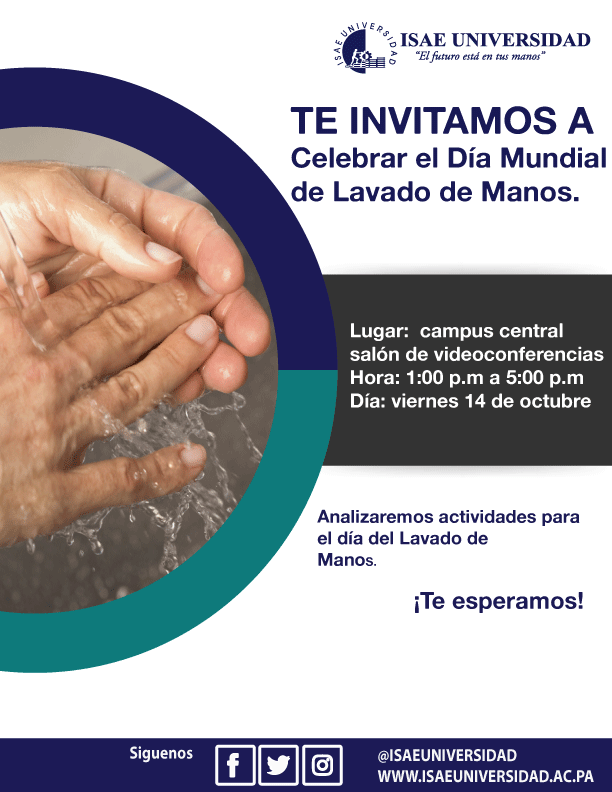 ISAE UNIVERSIDAD
ISAE UNIVERSIDAD
"El futuro está en tus manos"
TE INVITAMOS A
Celebrar el Día Mundial
de Lavado de Manos.
Lugar:  campus central
salón de videoconferencias
Hora: 1:00 p.m a 5:00 p.m
Día: viernes 14 de octubre
Analizaremos actividades para
el día del Lavado de
Manos.
¡Te esperamos!
Siguenos
@ISAEUNIVERSIDAD
WWW.ISAEUNIVERSIDAD.AC.PA